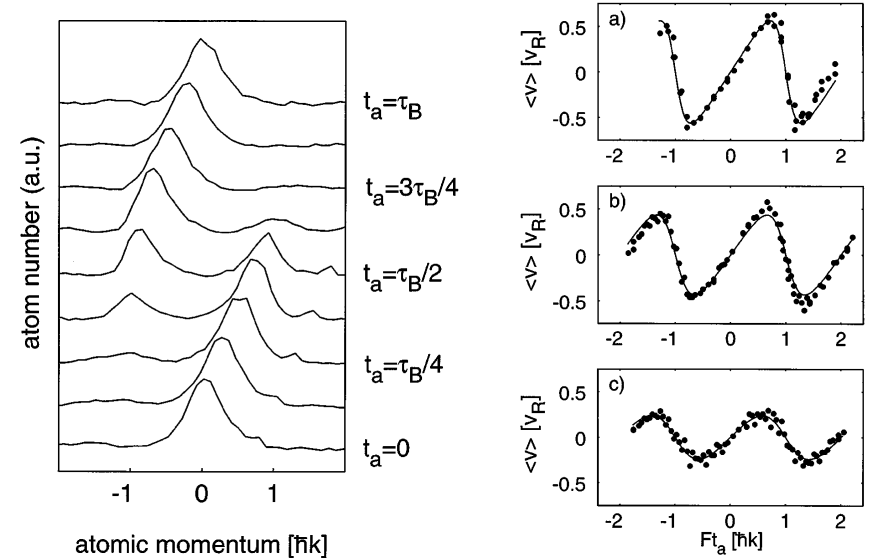 atom number (a.u.)
t_a=τ_B
t_a=3τ_B/4
t_a=τ_B/2
t_a=τ_B/4
t_a=0
-1 0 1
atomic momentum [ħk]
a)
<v> [v_R]
0.5
0
-0.5
-2 -1 0 1 2
b)
<v> [v_R]
0.5
0
-0.5
-2 -1 0 1 2
c)
<v> [v_R]
0.5
0
-0.5
-2 -1 0 1 2
Ft_a [ħk]